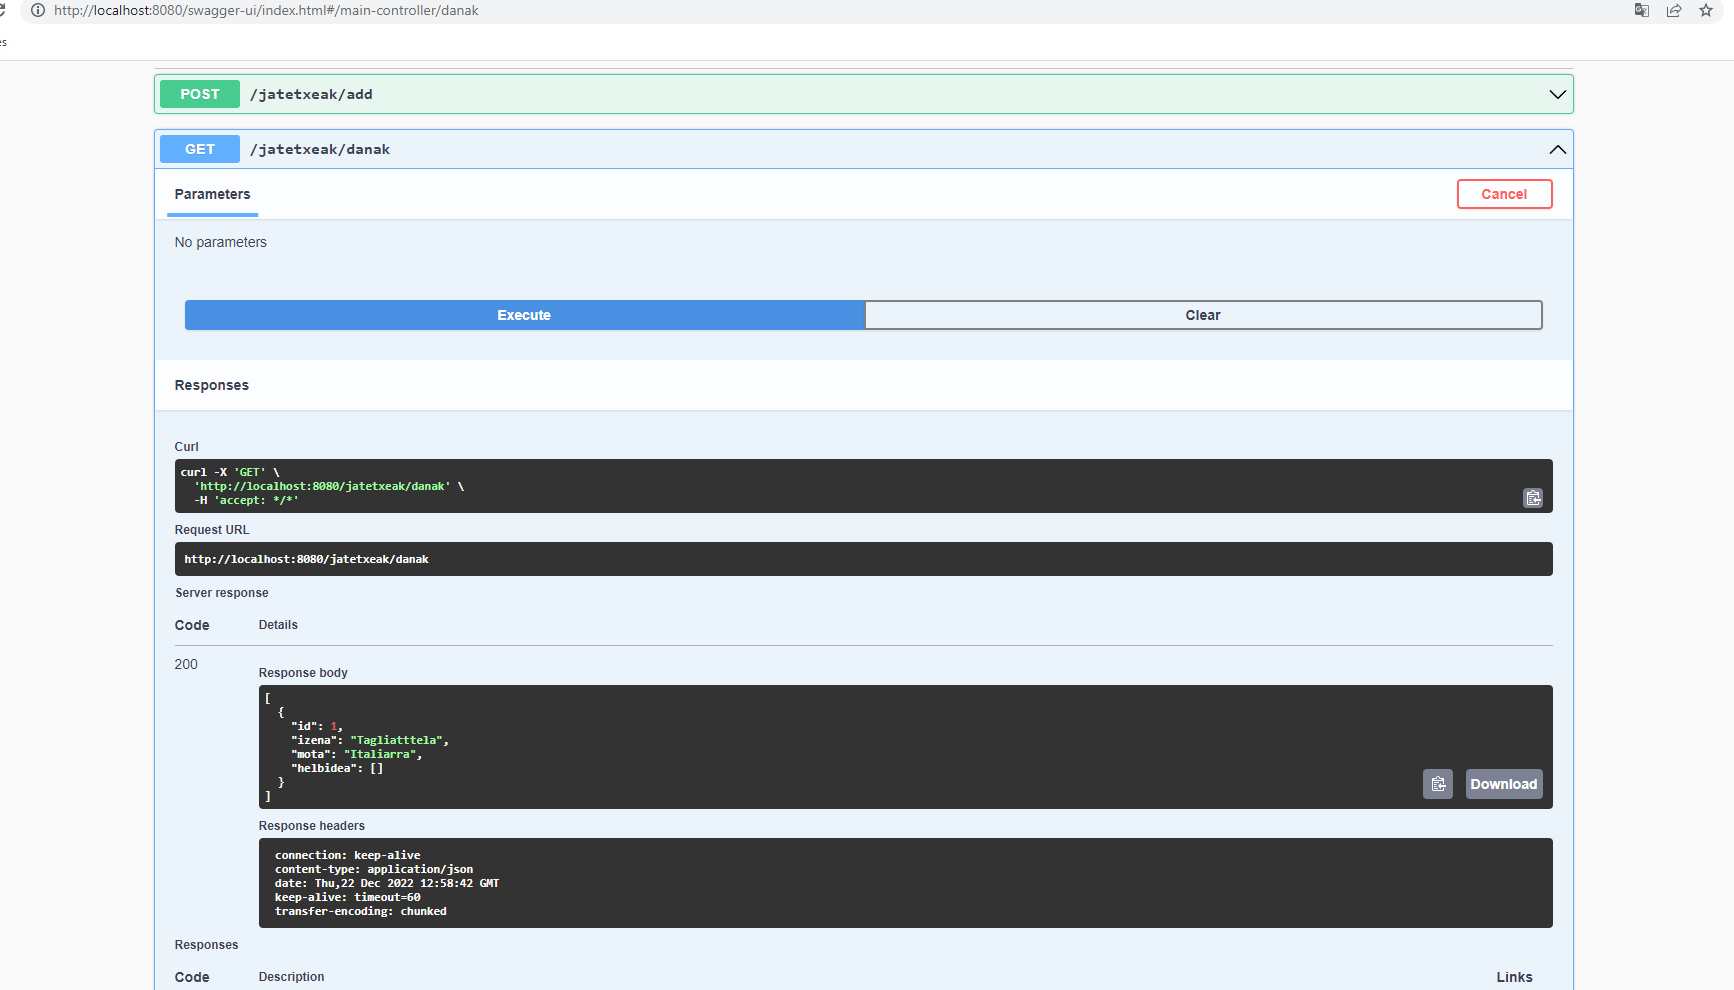 http://localhost:8080/swagger-ui/index.html#/main-controller/danak
es
POST /jatetxeak/add
GET /jatetxeak/danak
Parameters
Cancel
No parameters
Execute
Clear
Responses
Curl
curl -X 'GET' \
'http://localhost:8080/jatetxeak/danak' \
-H 'accept: */*'
Request URL
http://localhost:8080/jatetxeak/danak
Server response
Code Details
200
Response body
[
{
"id": 1,
"izena": "Tagliatttela",
"mota": "Italiarra",
"helbidea": []
}
]
Download
Response headers
connection: keep-alive
content-type: application/json
date: Thu,22 Dec 2022 12:58:42 GMT
keep-alive: timeout=60
transfer-encoding: chunked
Responses
Code Description Links